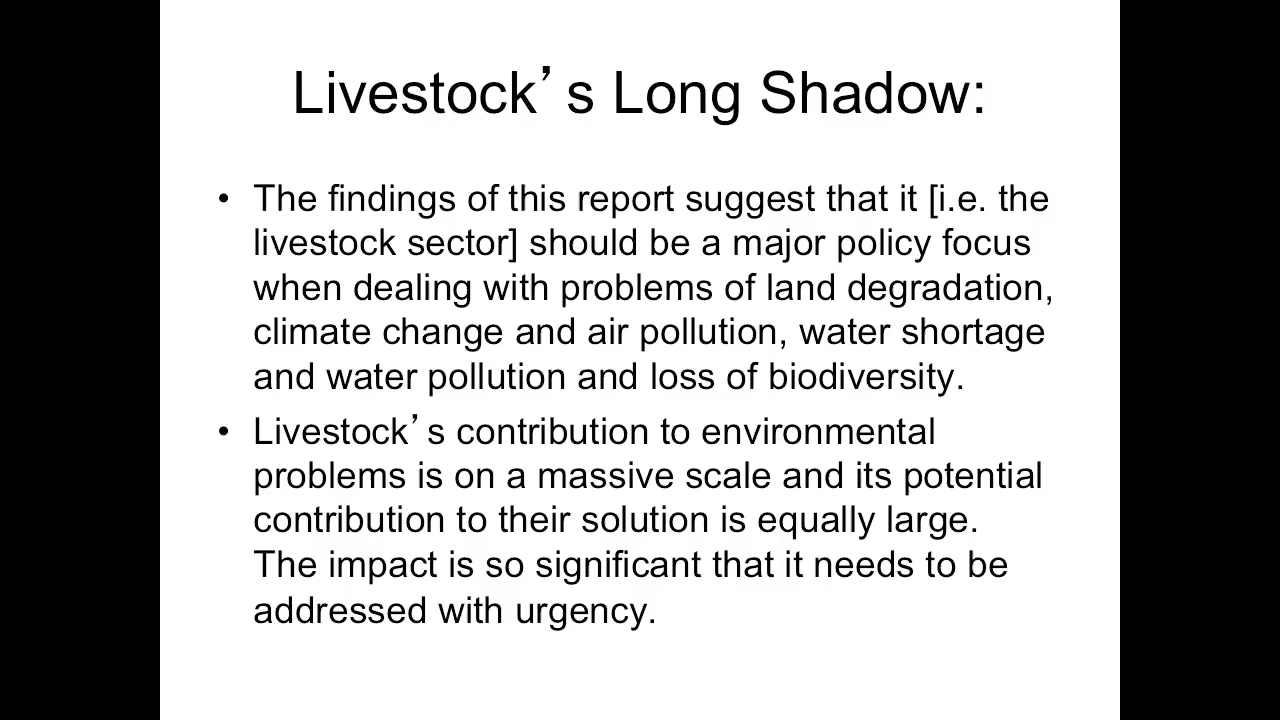 Livestock’s Long Shadow:
• The findings of this report suggest that it [i.e. the
livestock sector] should be a major policy focus
when dealing with problems of land degradation,
climate change and air pollution, water shortage
and water pollution and loss of biodiversity.
• Livestock’s contribution to environmental
problems is on a massive scale and its potential
contribution to their solution is equally large.
The impact is so significant that it needs to be
addressed with urgency.